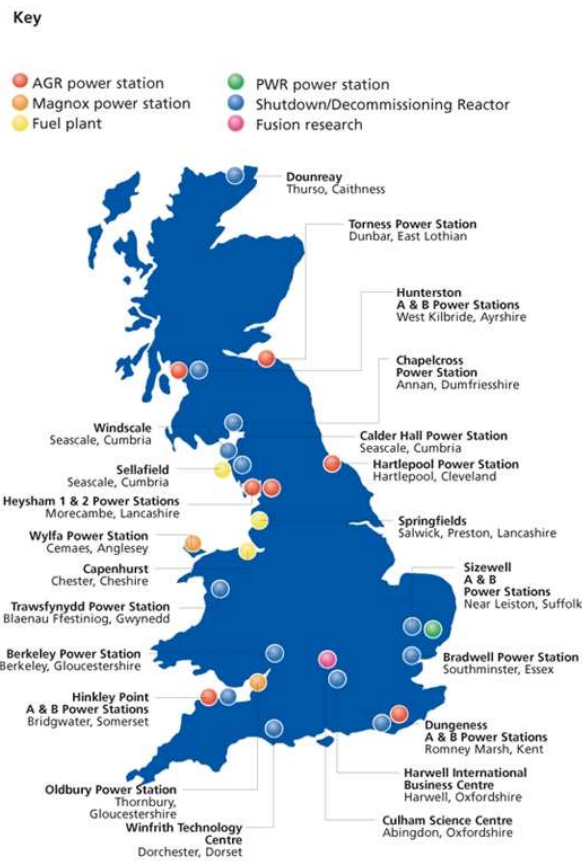 Key
AGR power station
Magnox power station
Fuel plant
PWR power station
Shutdown/Decommissioning Reactor
Fusion research
Dounreay
Thurso, Caithness
Torness Power Station
Dunbar, East Lothian
Hunterston
A & B Power Stations
West Kilbride, Ayrshire
Chapelcross
Power Station
Annan, Dumfriesshire
Windscale
Seascale, Cumbria
Calder Hall Power Station
Seascale, Cumbria
Sellafield
Seascale, Cumbria
Hartlepool Power Station
Hartlepool, Cleveland
Heysham 1 & 2 Power Stations
Morecambe, Lancashire
Springfields
Salwick, Preston, Lancashire
Wylfa Power Station
Cemaes, Anglesey
Capenhurst
Chester, Cheshire
Sizewell
A & B
Power Stations
Near Leiston, Suffolk
Trawsfynydd Power Station
Blaenau Ffestiniog, Gwynedd
Berkeley Power Station
Berkeley, Gloucestershire
Bradwell Power Station
Southminster, Essex
Hinkley Point
A & B Power Stations
Bridgwater, Somerset
Dungeness
A & B Power Stations
Romney Marsh, Kent
Oldbury Power Station
Thornbury,
Gloucestershire
Harwell International
Business Centre
Harwell, Oxfordshire
Winfrith Technology
Centre
Dorchester, Dorset
Culham Science Centre
Abingdon, Oxfordshire